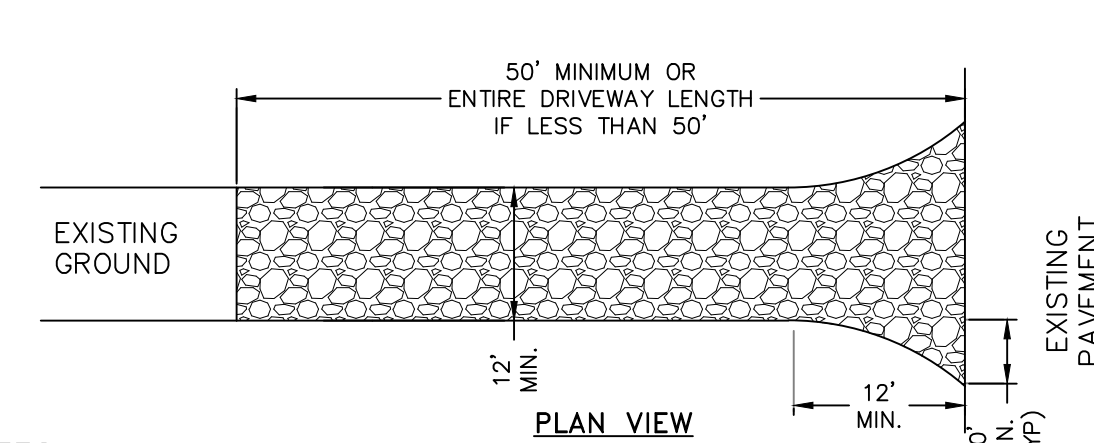 50' MINIMUM OR
ENTIRE DRIVEWAY LENGTH
IF LESS THAN 50'
EXISTING
GROUND
12'
MIN.
12'
MIN.
EXISTING
PAVEMENT
PLAN VIEW